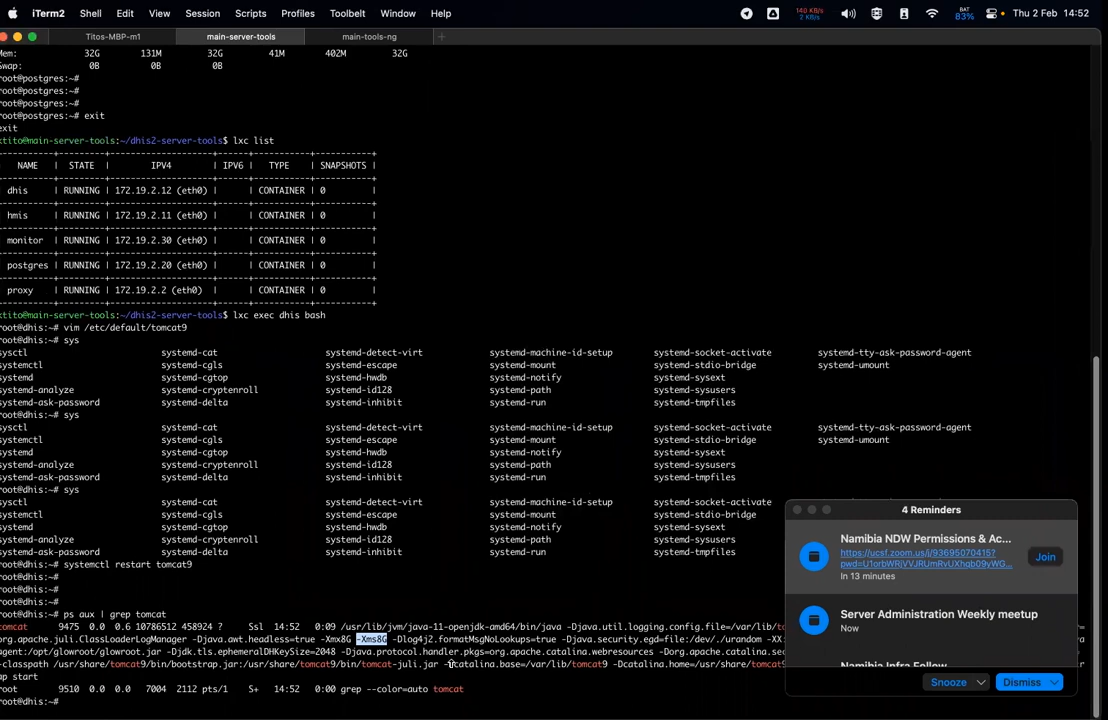 iTerm2 Shell Edit View Session Scripts Profiles Toolbelt Window Help 140 KB/s 2 KB/s BAT 83% Thu 2 Feb 14:52
Titos-MBP-m1 main-server-tools main-tools-ng
Mem: 32G 131M 32G 41M 402M 32G
Swap: 0B 0B 0B
root@postgres:~#
root@postgres:~#
root@postgres:~#
root@postgres:~# exit
exit
ktito@main-server-tools:~/dhis2-server-tools$ lxc list
NAME | STATE | IPV4 | IPV6 | TYPE | SNAPSHOTS |
dhis | RUNNING | 172.19.2.12 (eth0) | | CONTAINER | 0 |
hmis | RUNNING | 172.19.2.11 (eth0) | | CONTAINER | 0 |
monitor | RUNNING | 172.19.2.30 (eth0) | | CONTAINER | 0 |
postgres | RUNNING | 172.19.2.20 (eth0) | | CONTAINER | 0 |
proxy | RUNNING | 172.19.2.2 (eth0) | | CONTAINER | 0 |
ktito@main-server-tools:~/dhis2-server-tools$ lxc exec dhis bash
root@dhis:~# vim /etc/default/tomcat9
root@dhis:~# sys
sysctl systemd-cat systemd-detect-virt systemd-machine-id-setup systemd-socket-activate systemd-tty-ask-password-agent
systemctl systemd-cgls systemd-escape systemd-mount systemd-stdio-bridge systemd-umount
systemd systemd-cgtop systemd-hwdb systemd-notify systemd-sysext
systemd-analyze systemd-cryptenroll systemd-id128 systemd-path systemd-sysusers
systemd-ask-password systemd-delta systemd-inhibit systemd-run systemd-tmpfiles
root@dhis:~# sys
sysctl systemd-cat systemd-detect-virt systemd-machine-id-setup systemd-socket-activate systemd-tty-ask-password-agent
systemctl systemd-cgls systemd-escape systemd-mount systemd-stdio-bridge systemd-umount
systemd systemd-cgtop systemd-hwdb systemd-notify systemd-sysext
systemd-analyze systemd-cryptenroll systemd-id128 systemd-path systemd-sysusers
systemd-ask-password systemd-delta systemd-inhibit systemd-run systemd-tmpfiles
root@dhis:~# sys
sysctl systemd-cat systemd-detect-virt systemd-machine-id-setup systemd-socket-activate
systemctl systemd-cgls systemd-escape systemd-mount systemd-stdio-bridge
systemd systemd-cgtop systemd-hwdb systemd-notify systemd-sysext
systemd-analyze systemd-cryptenroll systemd-id128 systemd-path systemd-sysusers
systemd-ask-password systemd-delta systemd-inhibit systemd-run systemd-tmpfiles
root@dhis:~# systemctl restart tomcat9
root@dhis:~#
root@dhis:~#
root@dhis:~#
root@dhis:~# ps aux | grep tomcat
tomcat 9475 0.0 0.6 10786512 458924 ? Ssl 14:52 0:09 /usr/lib/jvm/java-11-openjdk-amd64/bin/java -Djava.util.logging.config.file=/var/lib/
org.apache.juli.ClassLoaderLogManager -Djava.awt.headless=true -Xmx8G -Xms8G -Dlog4j2.formatMsgNoLookups=true -Djava.security.egd=file:/dev/./urandom -XX:
agent:/opt/glowroot/glowroot.jar -Djdk.tls.ephemeralDHKeySize=2048 -Djava.protocol.handler.pkgs=org.apache.catalina.webresources -Dorg.apache.catalina.
-classpath /usr/share/tomcat9/bin/bootstrap.jar:/usr/share/tomcat9/bin/tomcat-juli.jar -Dcatalina.base=/var/lib/tomcat9 -Dcatalina.home=/usr/share/
ap start
root 9510 0.0 0.0 7004 2112 pts/1 S+ 14:52 0:00 grep --color=auto tomcat
root@dhis:~#
4 Reminders
Namibia NDW Permissions & Ac...
https://ucsf.zoom.us/j/93695070415?
In 13 minutes
Join
Server Administration Weekly meetup
Now
Namibia Infra Follow
Snooze Dismiss